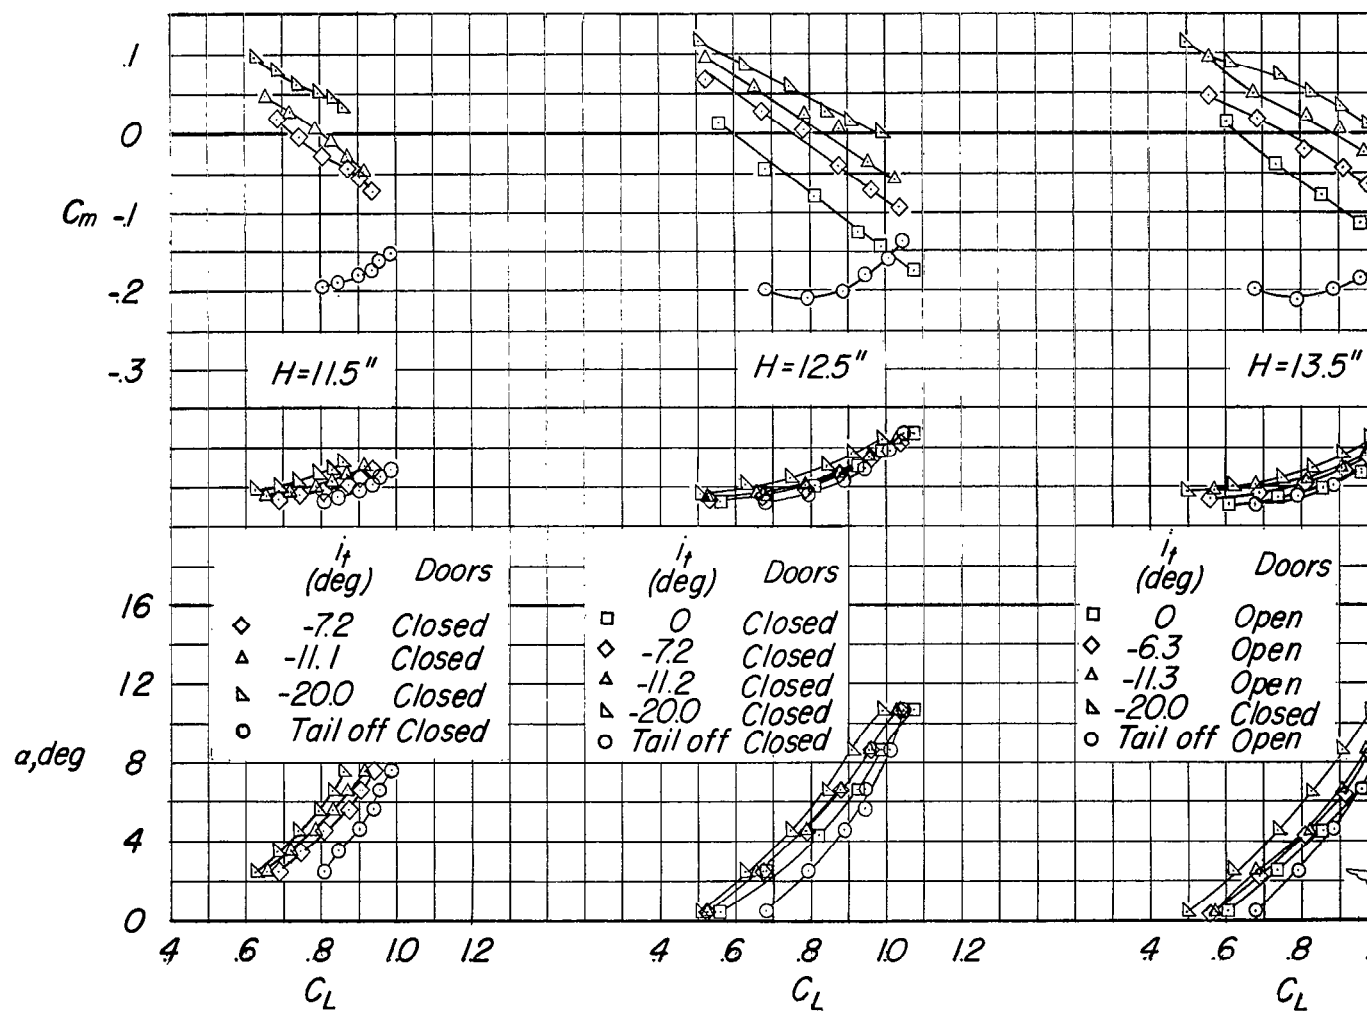 .1
0
Cm -.1
-.2
-.3
H=11.5"
H=12.5"
H=13.5"
it
(deg) Doors
-7.2 Closed
-11.1 Closed
-20.0 Closed
Tail off Closed
it
(deg) Doors
0 Closed
-7.2 Closed
-11.2 Closed
-20.0 Closed
Tail off Closed
it
(deg) Doors
0 Open
-6.3 Open
-11.3 Open
-20.0 Closed
Tail off Open
16
12
α,deg 8
4
0
.4 .6 .8 1.0 1.2
.4 .6 .8 1.0 1.2
.4 .6 .8
CL
CL
CL